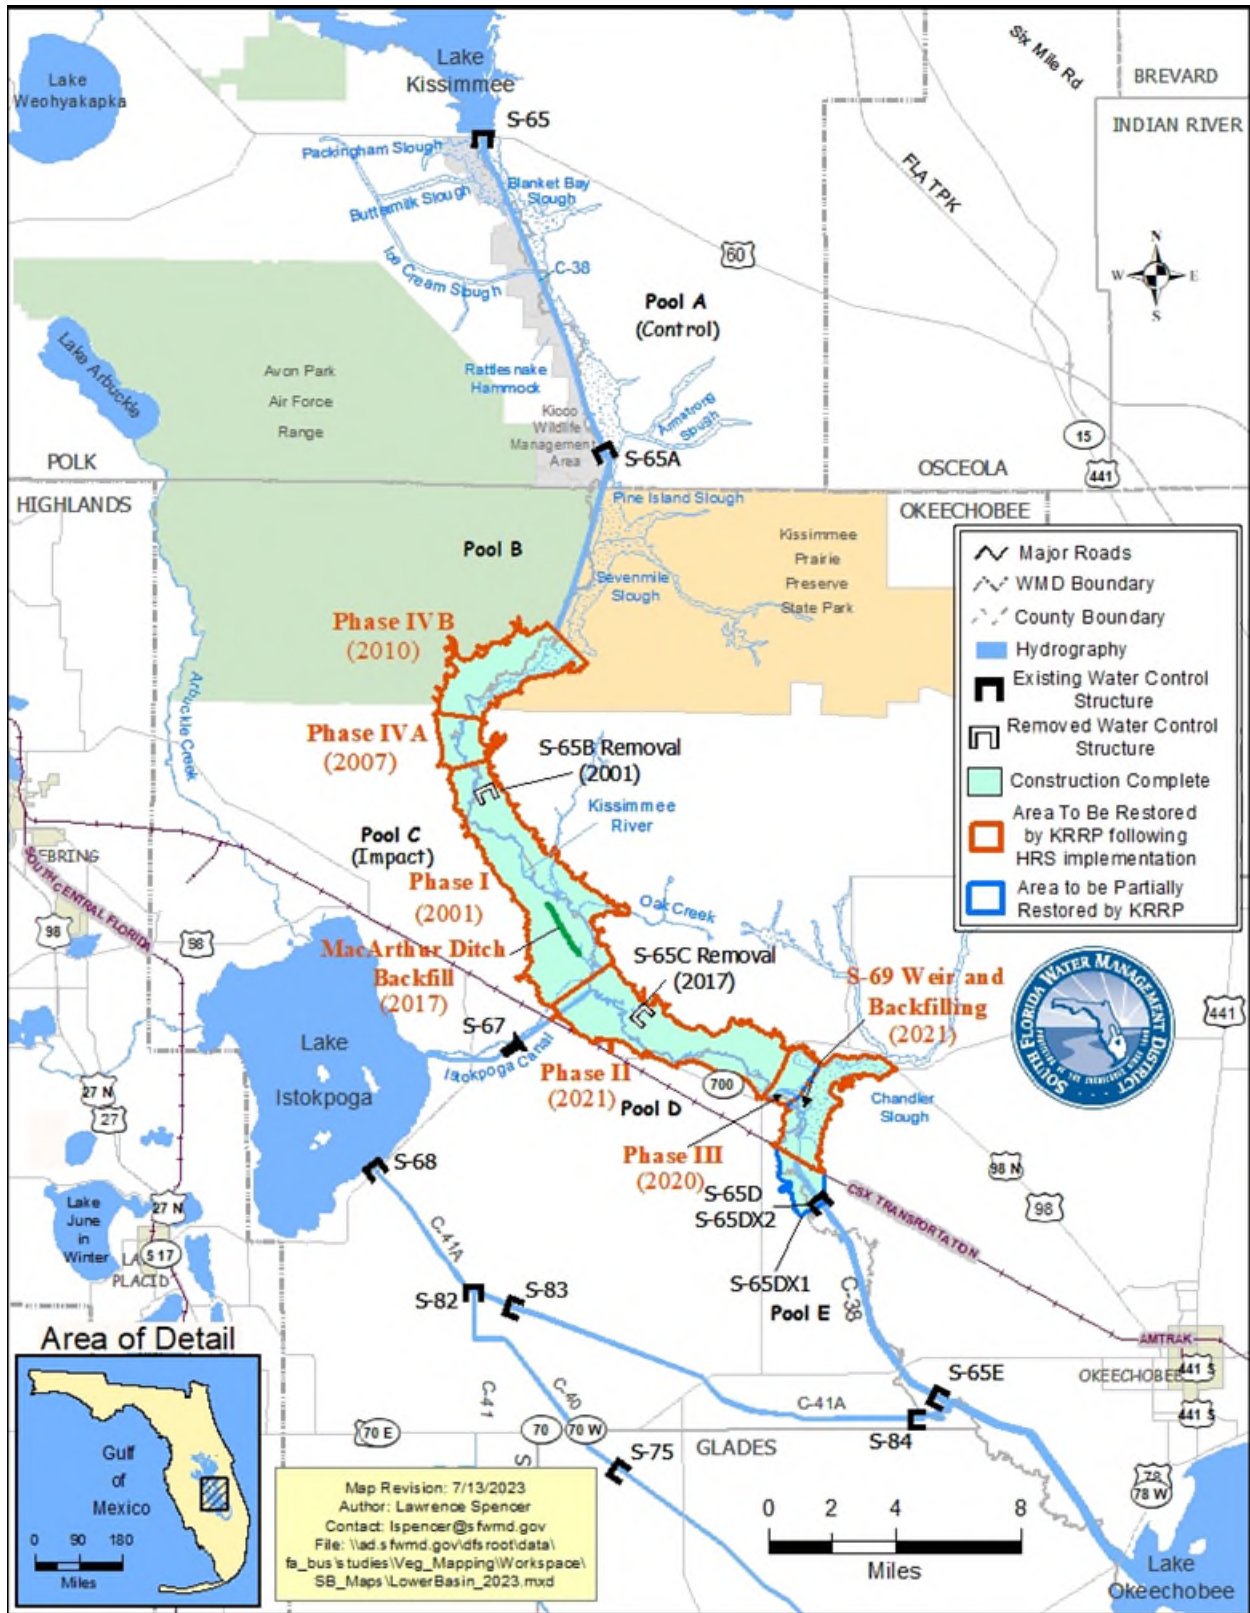 Lake
Kissimmee
Lake
Weohyakapka
S-65
Six Mile Rd
BREVARD
INDIAN RIVER
Packingham Slough
Blanket Bay
Slough
Buttermilk Slough
FLA TPK
N
W
E
S
60
Ice Cream Slough
C-38
Pool A
(Control)
Lake Arbuckle
Avon Park
Air Force
Range
Rattlesnake
Hammock
Kicco
Wildlife
Management
Area
Armstrong
Slough
15
S-65A
POLK
OSCEOLA
441
HIGHLANDS
Pine Island Slough
OKEECHOBEE
Pool B
Kissimmee
Prairie
Preserve
State Park
Sevenmile
Slough
Major Roads
WMD Boundary
County Boundary
Hydrography
Existing Water Control
Structure
Removed Water Control
Structure
Construction Complete
Area To Be Restored
by KRRP following
HRS implementation
Area to be Partially
Restored by KRRP
Phase IVB
(2010)
Arbuckle Creek
Phase IVA
(2007)
S-65B Removal
(2001)
Kissimmee
River
Pool C
(Impact)
EBRING
SOUTH CENTRAL FLORIDA
Phase I
(2001)
Oak Creek
98
98
MacArthur Ditch
Backfill
(2017)
S-65C Removal
(2017)
S-69 Weir and
Backfilling
(2021)
SOUTH FLORIDA WATER MANAGEMENT DISTRICT
441
S-67
Lake
Istokpoga
Istokpoga Canal
Phase II
(2021)
Pool D
700
Chandler
Slough
27 N
27
Phase III
(2020)
98 N
98
S-68
S-65D
S-65DX2
CSX TRANSPORTATON
Lake
June
in
Winter
27 N
S 17
LA
PLACID
C-41A
S-65DX1
C-38
Pool E
S-82
S-83
AMTRAK
Area of Detail
OKEECHOBEE
441 S
S-65E
C-41
C-40
C-41A
441 S
70 E
70
70 W
S-84
GLADES
S
S-75
Gulf
of
Mexico
0 90 180
Miles
Map Revision: 7/13/2023
Author: Lawrence Spencer
Contact: lspencer@sfwmd.gov
File: \\ad.sfwmd.gov\dfsroot\data\
fa_bus\studies\Veg_Mapping\Workspace\
SB_Maps\LowerBasin_2023.mxd
0 2 4 8
Miles
78
78 W
Lake
Okeechobee